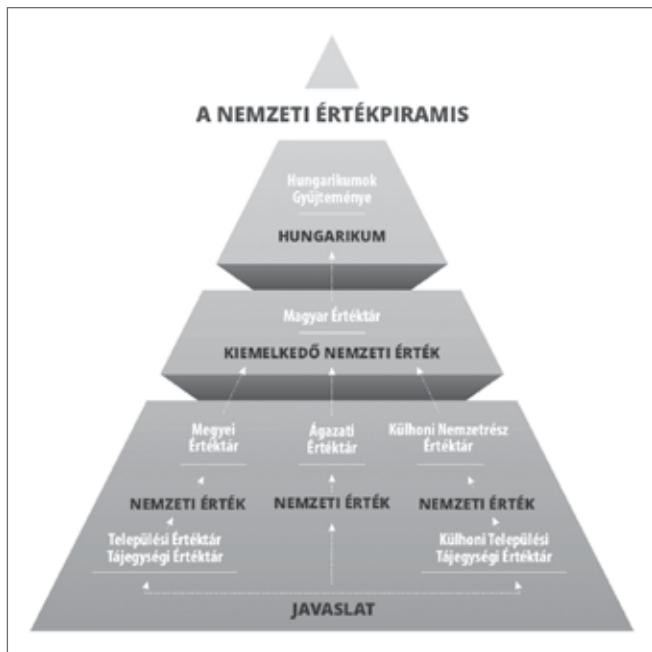 A NEMZETI ÉRTÉKPIRAMIS
Hungarikumok
Gyűjteménye
HUNGARIKUM
Magyar Értéktár
KIEMELKEDŐ NEMZETI ÉRTÉK
Megyei
Értéktár
Ágazati
Értéktár
Külhoni Nemzetrész
Értéktár
NEMZETI ÉRTÉK
NEMZETI ÉRTÉK
NEMZETI ÉRTÉK
Települési Értéktár
Tájegységi Értéktár
Külhoni Települési
Tájegységi Értéktár
JAVASLAT